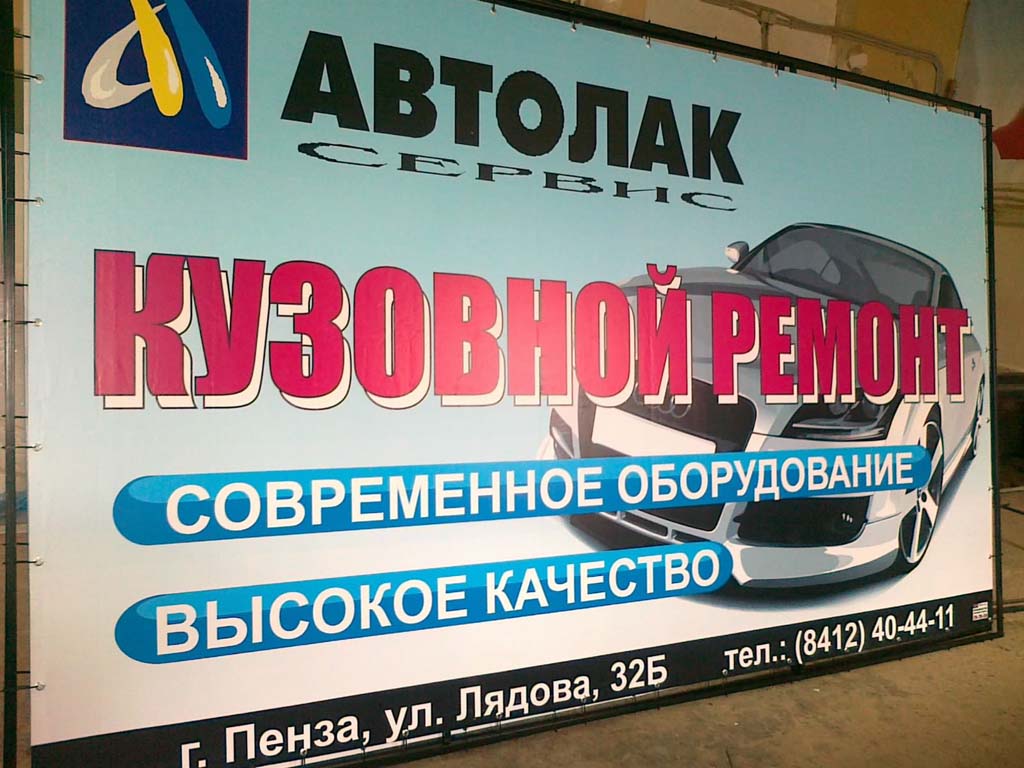 АВТОЛАК
СЕРВИС
КУЗОВНОЙ РЕМОНТ
СОВРЕМЕННОЕ ОБОРУДОВАНИЕ
ВЫСОКОЕ КАЧЕСТВО
г. Пенза, ул. Лядова, 32Б тел.: (8412) 40-44-11